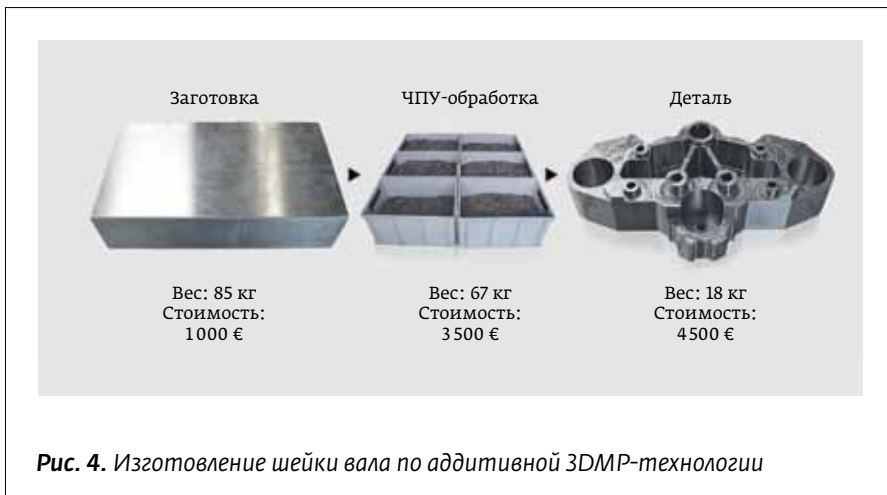 Заготовка
ЧПУ-обработка
Деталь
Вес: 85 кг
Стоимость:
1000 €
Вес: 67 кг
Стоимость:
3500 €
Вес: 18 кг
Стоимость:
4500 €
Рис. 4. Изготовление шейки вала по аддитивной 3DMP-технологии